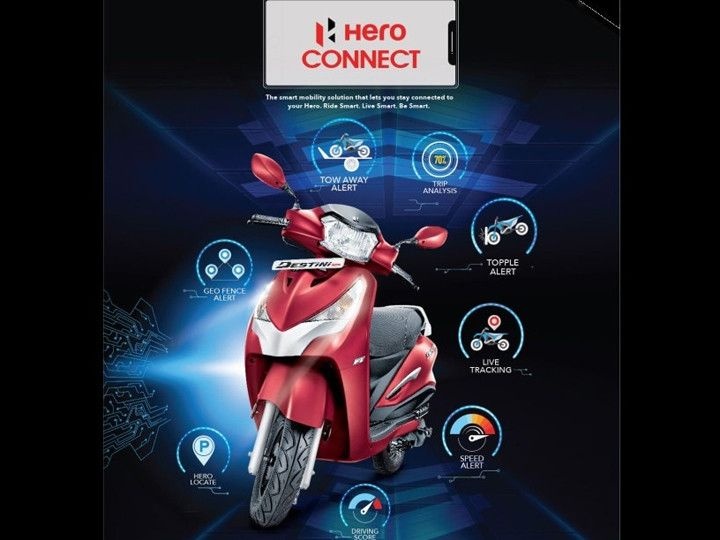 Hero
CONNECT
The smart mobility solution that lets you stay connected to
your Hero. Ride Smart. Live Smart. Be Smart.
TOW AWAY
ALERT
70%
TRIP
ANALYSIS
TOPPLE
ALERT
DESTINI
GEO FENCE
ALERT
LIVE
TRACKING
P
HERO
LOCATE
SPEED
ALERT
DRIVING
SCORE